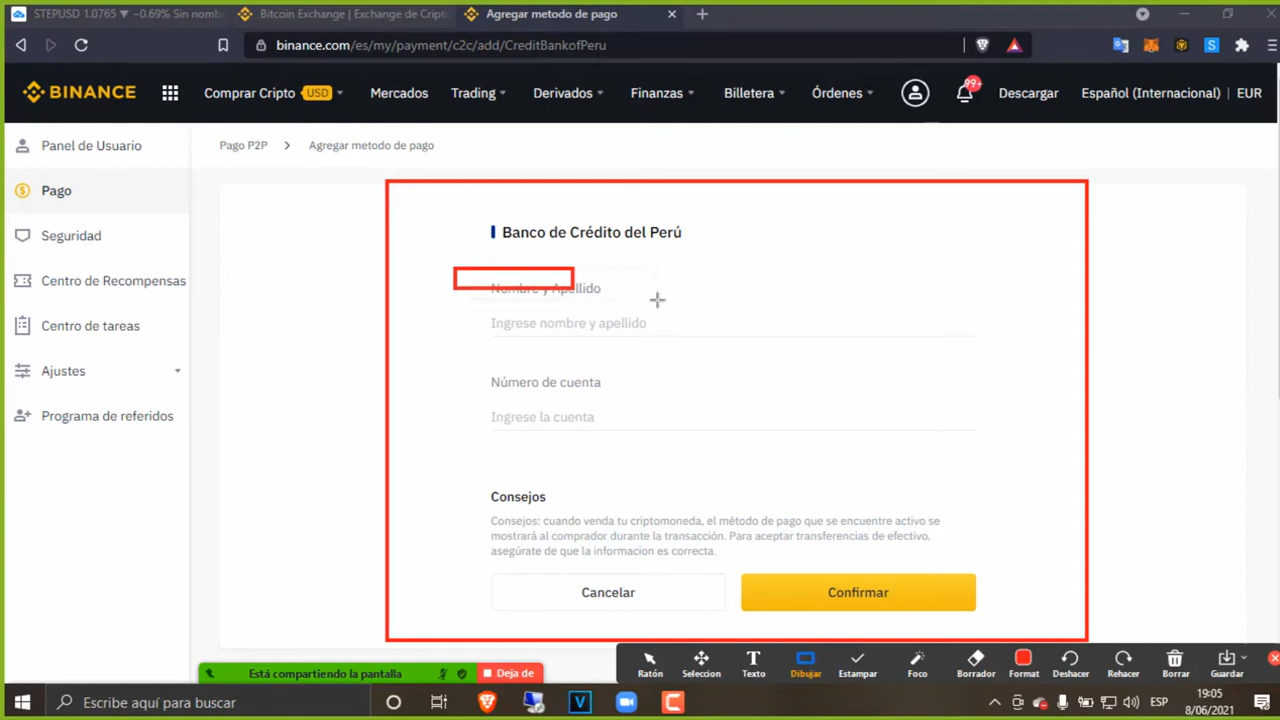 STEPUSD 1.0765 ▼ −0.69% Sin nomb
Bitcoin Exchange | Exchange de Cripto
Agregar metodo de pago
binance.com/es/my/payment/c2c/add/CreditBankofPeru
BINANCE
Comprar Cripto USD
Mercados
Trading
Derivados
Finanzas
Billetera
Órdenes
99+
Descargar
Español (Internacional) | EUR
Panel de Usuario
Pago
Seguridad
Centro de Recompensas
Centro de tareas
Ajustes
Programa de referidos
Pago P2P > Agregar metodo de pago
Banco de Crédito del Perú
Nombre y Apellido
Ingrese nombre y apellido
Número de cuenta
Ingrese la cuenta
Consejos
Consejos: cuando venda tu criptomoneda, el método de pago que se encuentre activo se
mostrará al comprador durante la transacción. Para aceptar transferencias de efectivo,
asegúrate de que la informacion es correcta.
Cancelar
Confirmar
Está compartiendo la pantalla
Deja de
Ratón
Seleccion
Texto
Dibujar
Estampar
Foco
Borrador
Format
Deshacer
Rehacer
Borrar
Guardar
Escribe aquí para buscar
ESP
19:05
8/06/2021